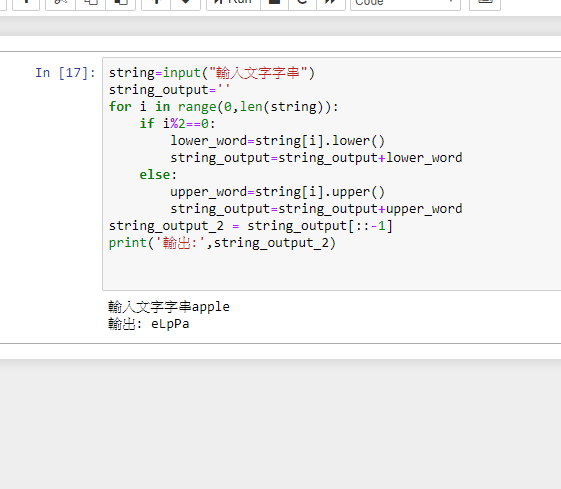 Run
Code
In [17]:
string=input("輸入文字字串")
string_output=''
for i in range(0,len(string)):
    if i%2==0:
        lower_word=string[i].lower()
        string_output=string_output+lower_word
    else:
        upper_word=string[i].upper()
        string_output=string_output+upper_word
string_output_2 = string_output[::-1]
print('輸出:',string_output_2)
輸入文字字串apple
輸出: eLpPa